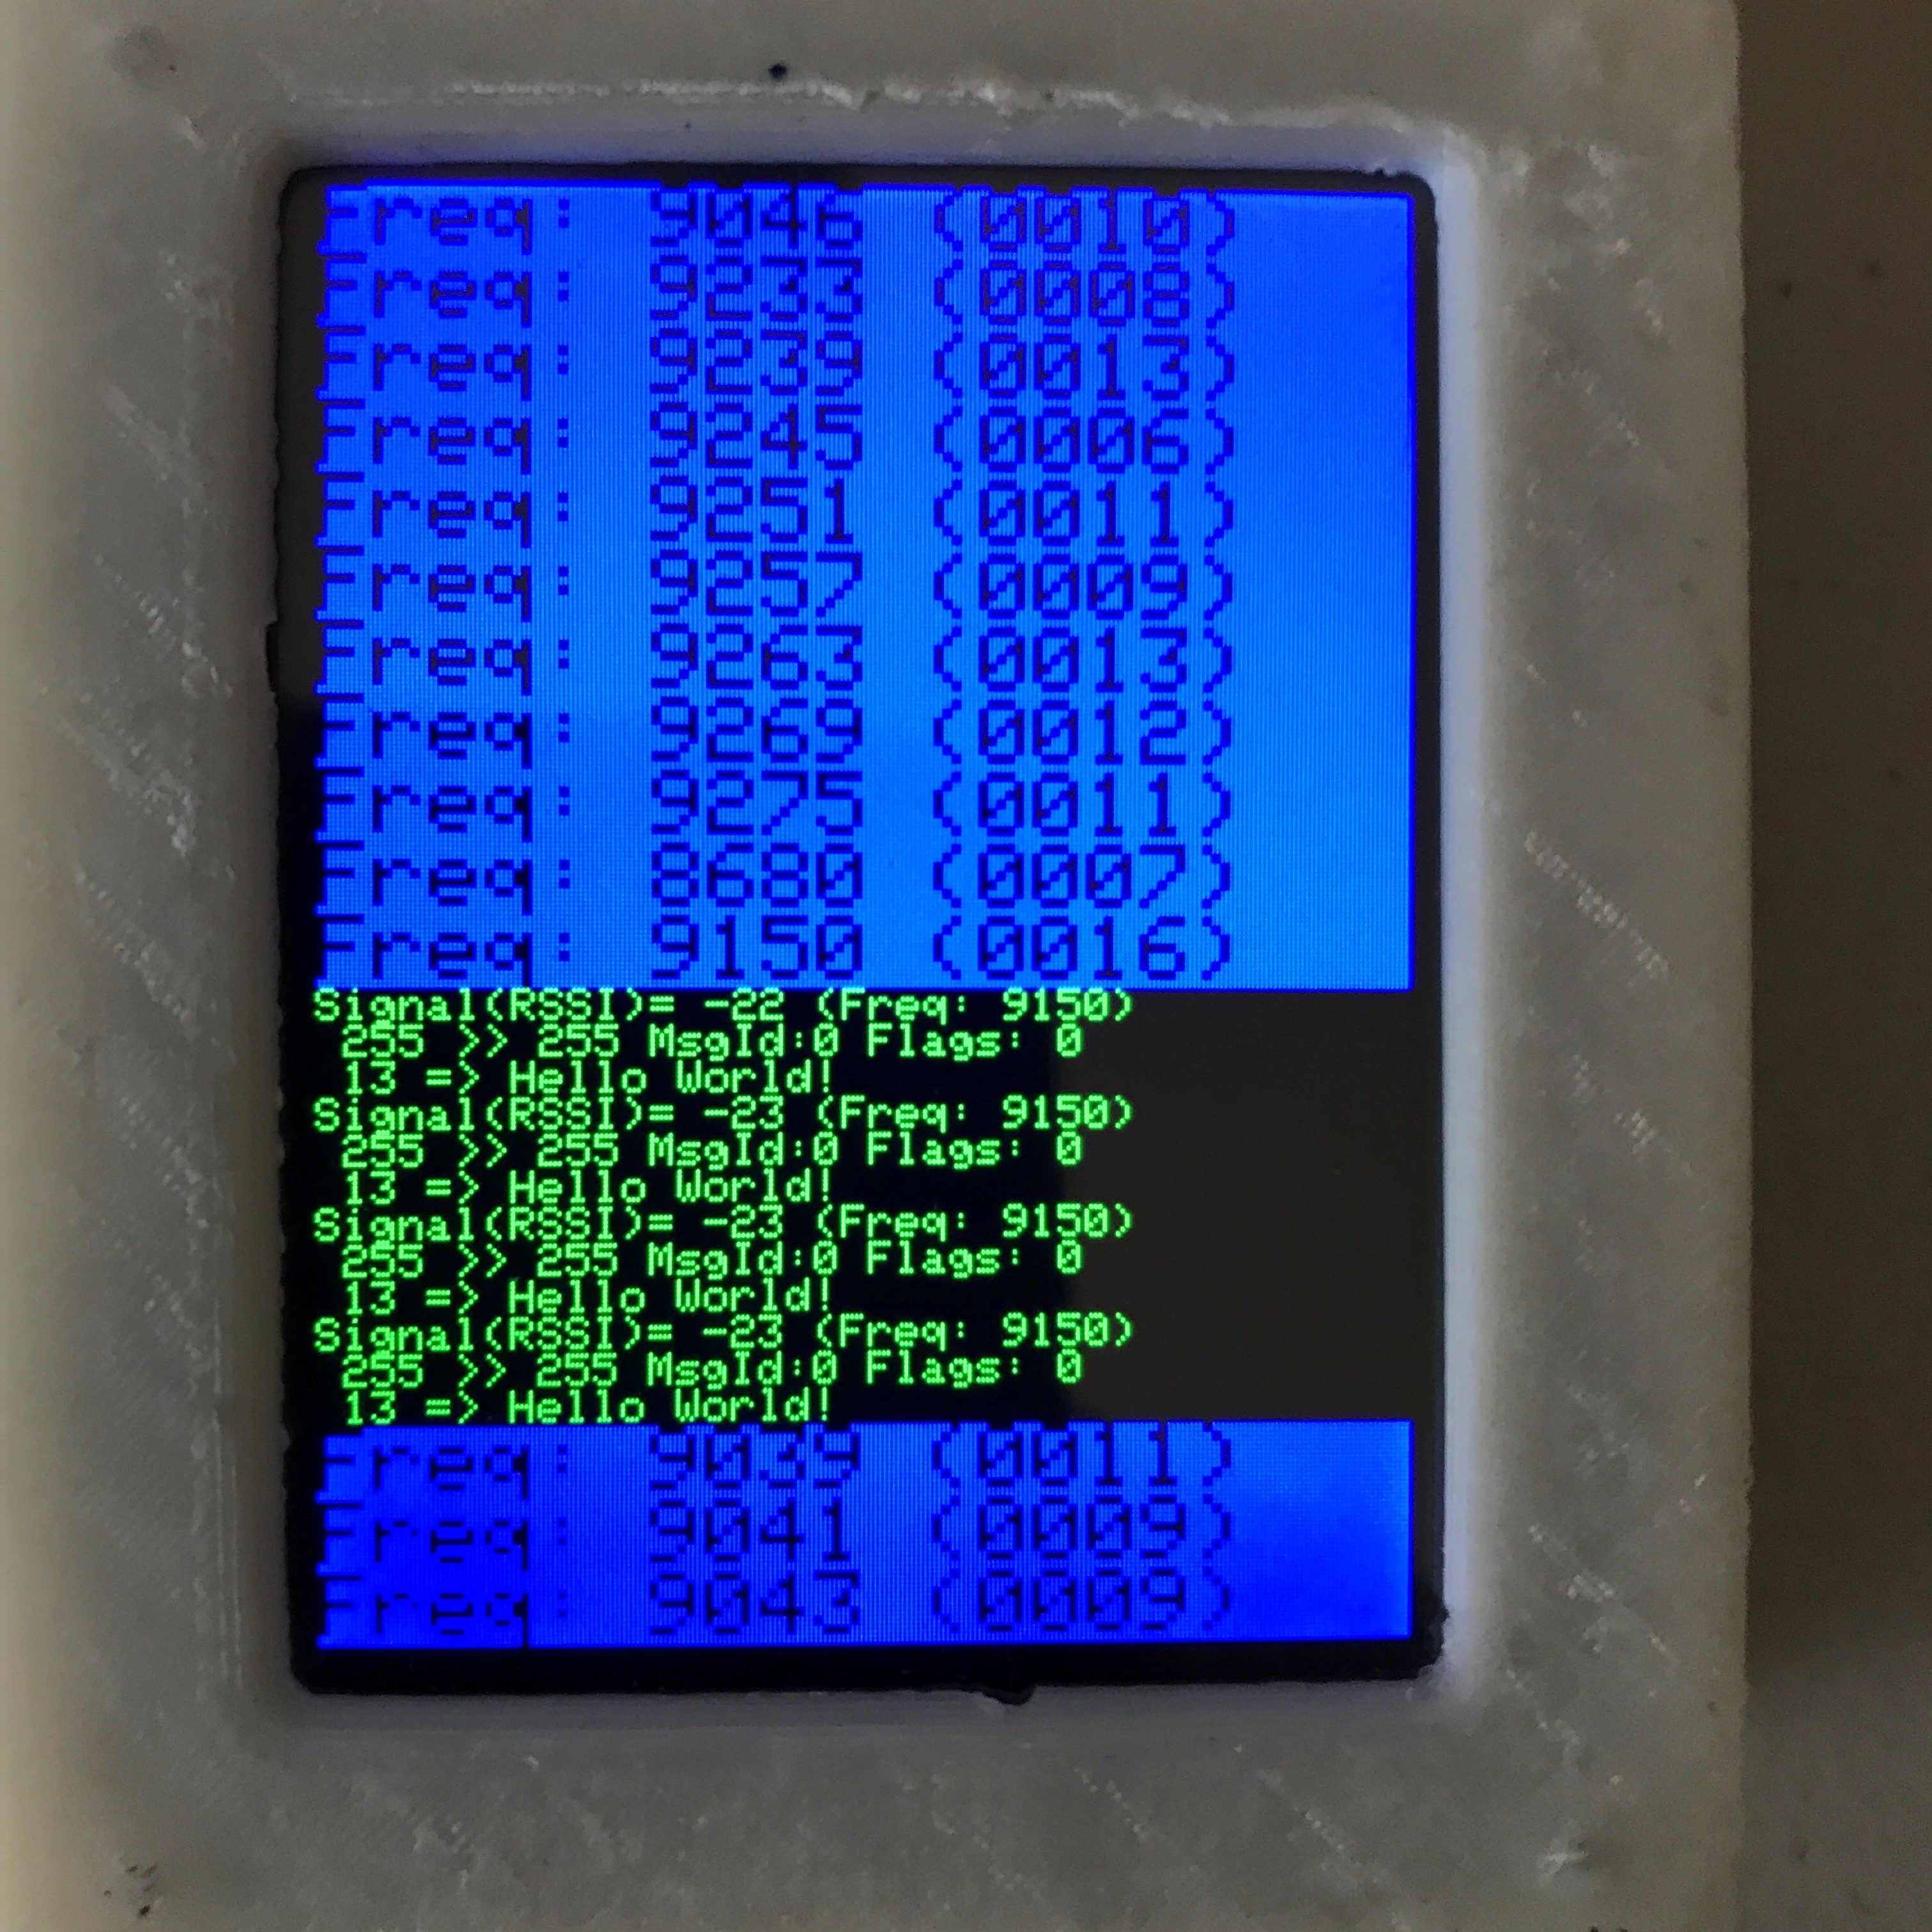 Freq:  9046  (0010)
Freq:  9233  (0008)
Freq:  9239  (0013)
Freq:  9245  (0006)
Freq:  9251  (0011)
Freq:  9257  (0009)
Freq:  9263  (0013)
Freq:  9269  (0012)
Freq:  9275  (0011)
Freq:  8680  (0007)
Freq:  9150  (0016)
Signal(RSSI)= -22 (Freq: 9150)
255 >> 255 MsgId:0 Flags: 0
13 => Hello World!
Signal(RSSI)= -23 (Freq: 9150)
255 >> 255 MsgId:0 Flags: 0
13 => Hello World!
Signal(RSSI)= -23 (Freq: 9150)
255 >> 255 MsgId:0 Flags: 0
13 => Hello World!
Signal(RSSI)= -23 (Freq: 9150)
255 >> 255 MsgId:0 Flags: 0
13 => Hello World!
Freq:  9039  (0011)
Freq:  9041  (0009)
Freq:  9043  (0009)